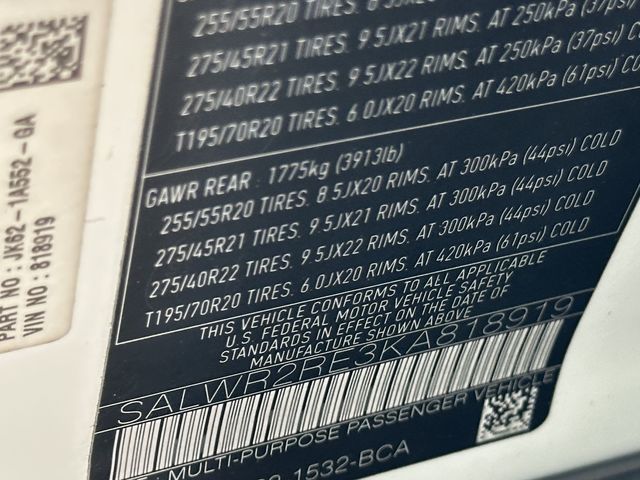 255/55R20 TIRES. 8.5JX20 RIMS. AT
275/45R21 TIRES. 9.5JX21 RIMS. AT 250kPa (37psi)
275/40R22 TIRES. 9.5JX22 RIMS. AT 250kPa (37psi) COLD
T195/70R20 TIRES. 6.0JX20 RIMS. AT 420kPa (61psi) COLD
GAWR REAR : 1775kg (3913lb)
255/55R20 TIRES. 8.5JX20 RIMS. AT 300kPa (44psi) COLD
275/45R21 TIRES. 9.5JX21 RIMS. AT 300kPa (44psi) COLD
275/40R22 TIRES. 9.5JX22 RIMS. AT 300kPa (44psi) COLD
T195/70R20 TIRES. 6.0JX20 RIMS. AT 420kPa (61psi) COLD
THIS VEHICLE CONFORMS TO ALL APPLICABLE
U.S. FEDERAL MOTOR VEHICLE SAFETY
STANDARDS IN EFFECT ON THE DATE OF
MANUFACTURE SHOWN ABOVE
SALWR2RE3KA818919
: MULTI-PURPOSE PASSENGER VEHICLE
1532-BCA
PART NO : JK62-1A552-GA
VIN NO : 818919